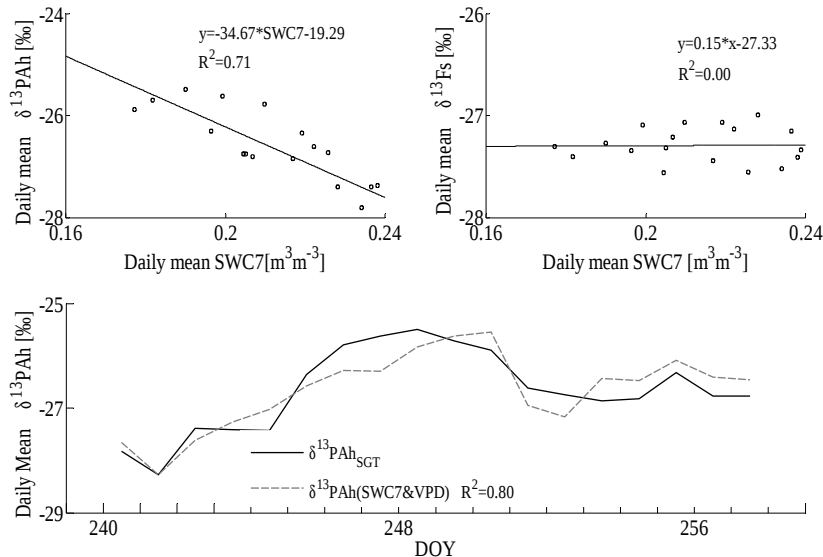 -24
-26
-28
Daily mean δ¹³PAh [‰]
y=-34.67*SWC7-19.29
R²=0.71
0.16 0.2 0.24
Daily mean SWC7[m³m⁻³]
-26
-27
-28
Daily mean δ¹³Fs [‰]
y=0.15*x-27.33
R²=0.00
0.16 0.2 0.24
Daily mean SWC7 [m³m⁻³]
-25
-27
-29
Daily Mean δ¹³PAh [‰]
δ¹³PAh_SGT
δ¹³PAh(SWC7&VPD) R²=0.80
240 248 256
DOY